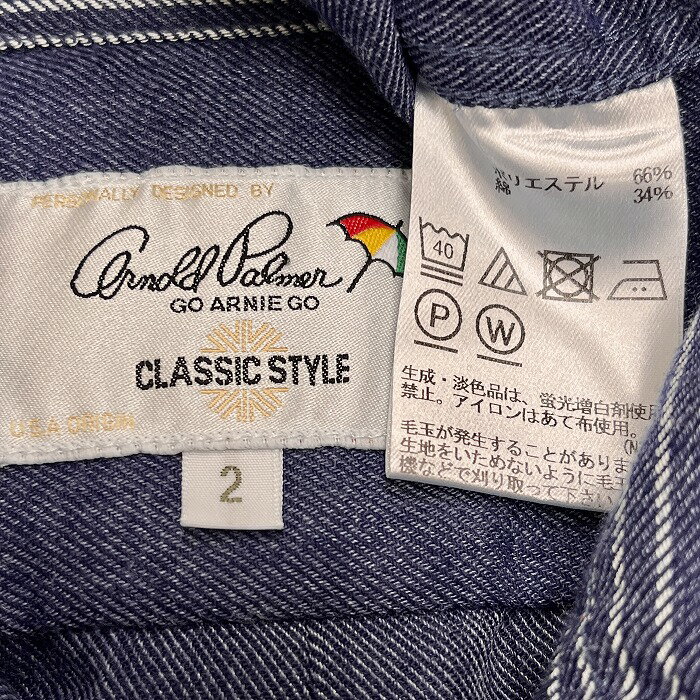 PERSONALLY DESIGNED BY
Arnold Palmer
GO ARNIE GO
CLASSIC STYLE
U.S.A ORIGIN
2
ポリエステル 66%
綿 34%
40
P W
生成・淡色品は、蛍光増白剤使用
禁止。アイロンはあて布使用。
毛玉が発生することがありま
生地をいためないように毛玉
機などで刈り取って下さい